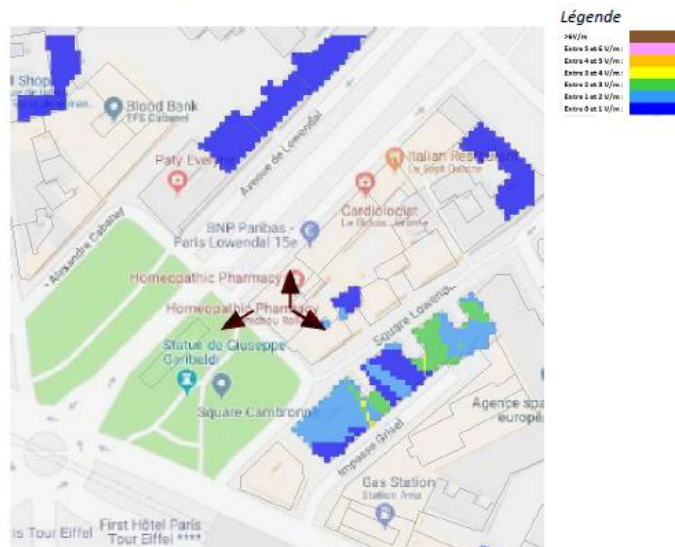 Légende
>6V/m
Entre 5 et 6 V/m :
Entre 4 et 5 V/m :
Entre 3 et 4 V/m :
Entre 2 et 3 V/m :
Entre 1 et 2 V/m :
Entre 0 et 1 V/m :
Shop
Blood Bank
EFS Cabanel
Avenue de Lowendal
Paty Evelyne
Italian Restaurant
Le Sept Quinze
Cardiologist
Alexandre Cabanel
BNP Paribas -
Paris Lowendal 15e
Homeopathic Pharmacy
Homeopathic Pharmacy
Square Lowendal
Statue de Giuseppe
Garibaldi
Square Cambronne
Agence spa
europé
Impasse Grisel
Gas Station
is Tour Eiffel
First Hôtel Paris
Tour Eiffel ****